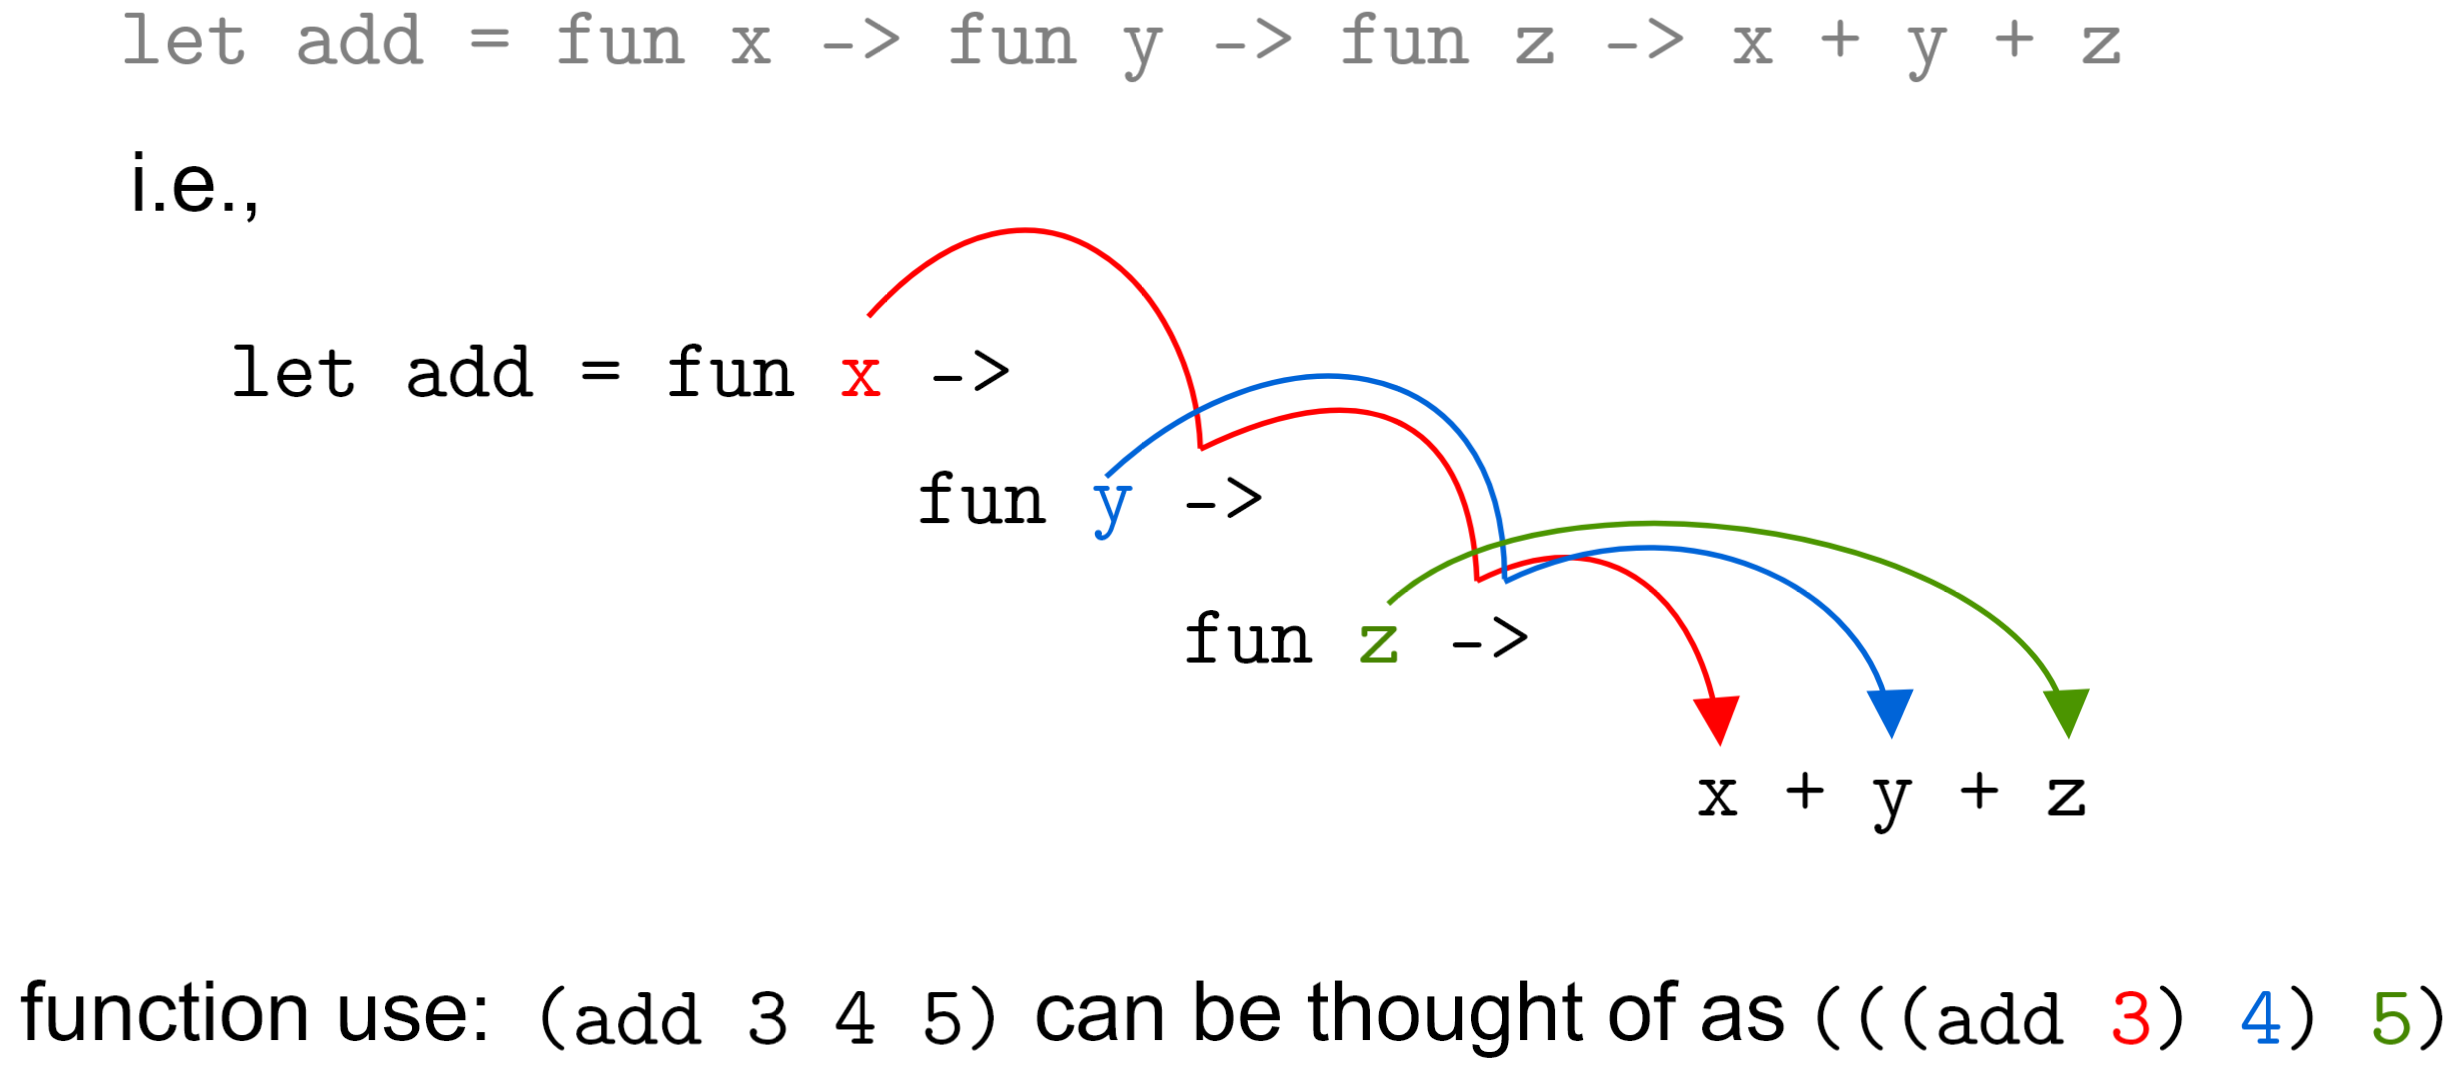 let add = fun x -> fun y -> fun z -> x + y + z
i.e.,
let add = fun x ->
fun y ->
fun z ->
x + y + z
function use: (add 3 4 5) can be thought of as (((add 3) 4) 5)